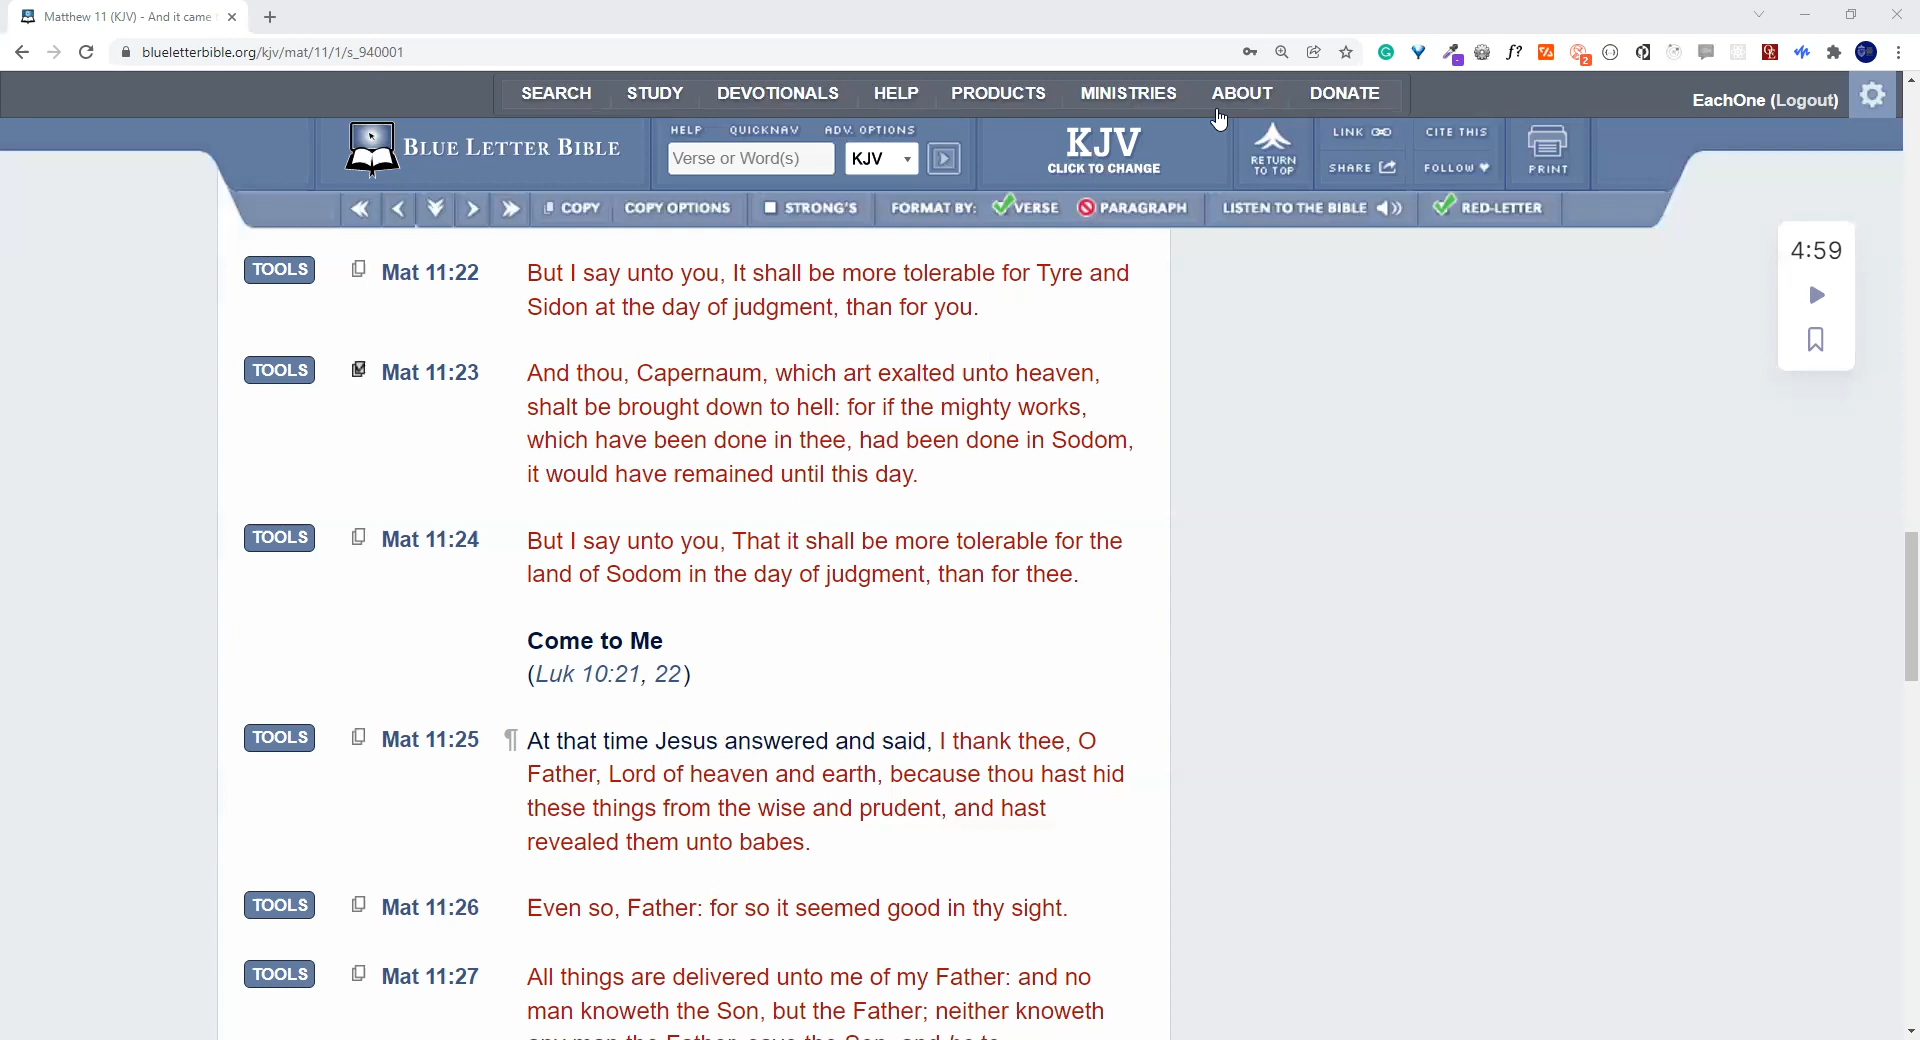 Matthew 11 (KJV) - And it came
blueletterbible.org/kjv/mat/11/1/s_940001
SEARCH STUDY DEVOTIONALS HELP PRODUCTS MINISTRIES ABOUT DONATE
EachOne (Logout)
BLUE LETTER BIBLE
HELP QUICKNAV ADV. OPTIONS
Verse or Word(s) KJV
KJV
CLICK TO CHANGE
RETURN
TO TOP
LINK CITE THIS
SHARE FOLLOW
PRINT
COPY COPY OPTIONS STRONG'S FORMAT BY: VERSE PARAGRAPH LISTEN TO THE BIBLE RED-LETTER
4:59
TOOLS Mat 11:22 But I say unto you, It shall be more tolerable for Tyre and
Sidon at the day of judgment, than for you.
TOOLS Mat 11:23 And thou, Capernaum, which art exalted unto heaven,
shalt be brought down to hell: for if the mighty works,
which have been done in thee, had been done in Sodom,
it would have remained until this day.
TOOLS Mat 11:24 But I say unto you, That it shall be more tolerable for the
land of Sodom in the day of judgment, than for thee.
Come to Me
(Luk 10:21, 22)
TOOLS Mat 11:25 ¶ At that time Jesus answered and said, I thank thee, O
Father, Lord of heaven and earth, because thou hast hid
these things from the wise and prudent, and hast
revealed them unto babes.
TOOLS Mat 11:26 Even so, Father: for so it seemed good in thy sight.
TOOLS Mat 11:27 All things are delivered unto me of my Father: and no
man knoweth the Son, but the Father; neither knoweth